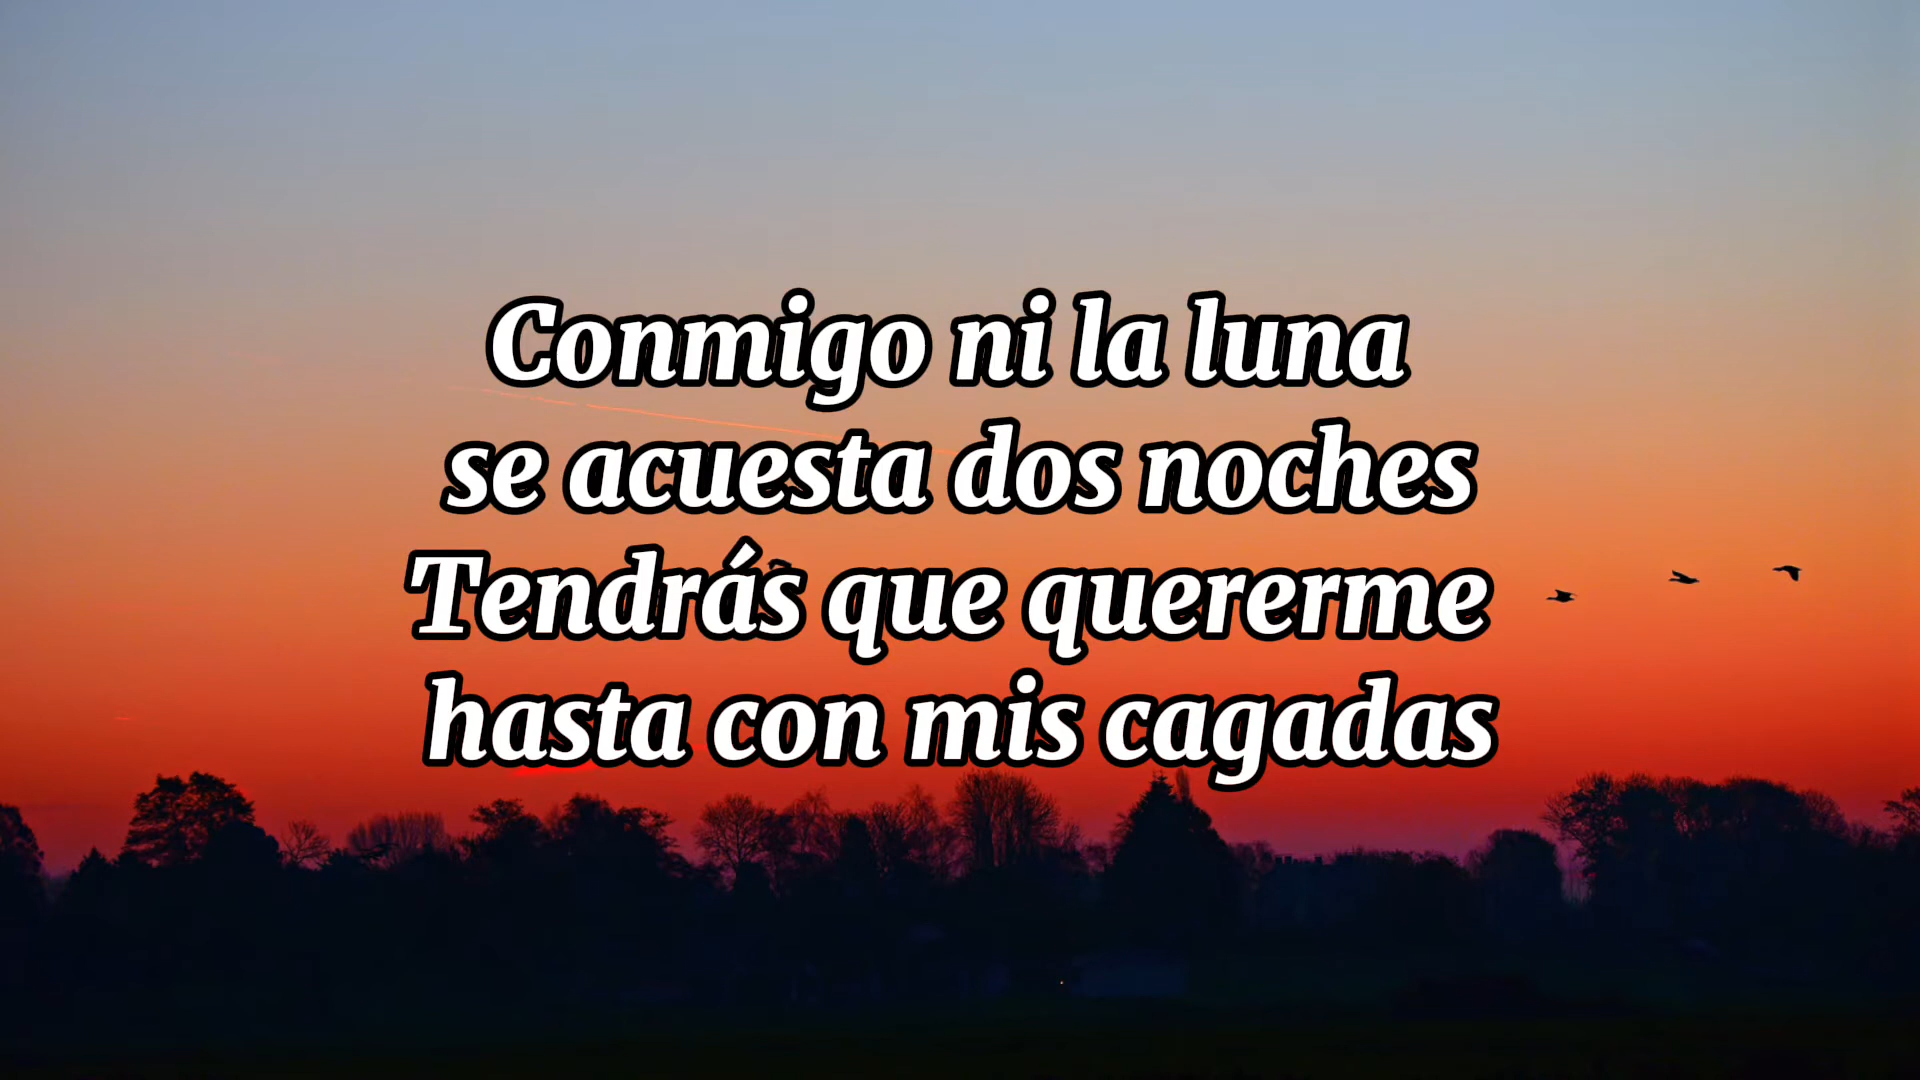 Conmigo ni la luna
se acuesta dos noches
Tendrás que quererme
hasta con mis cagadas